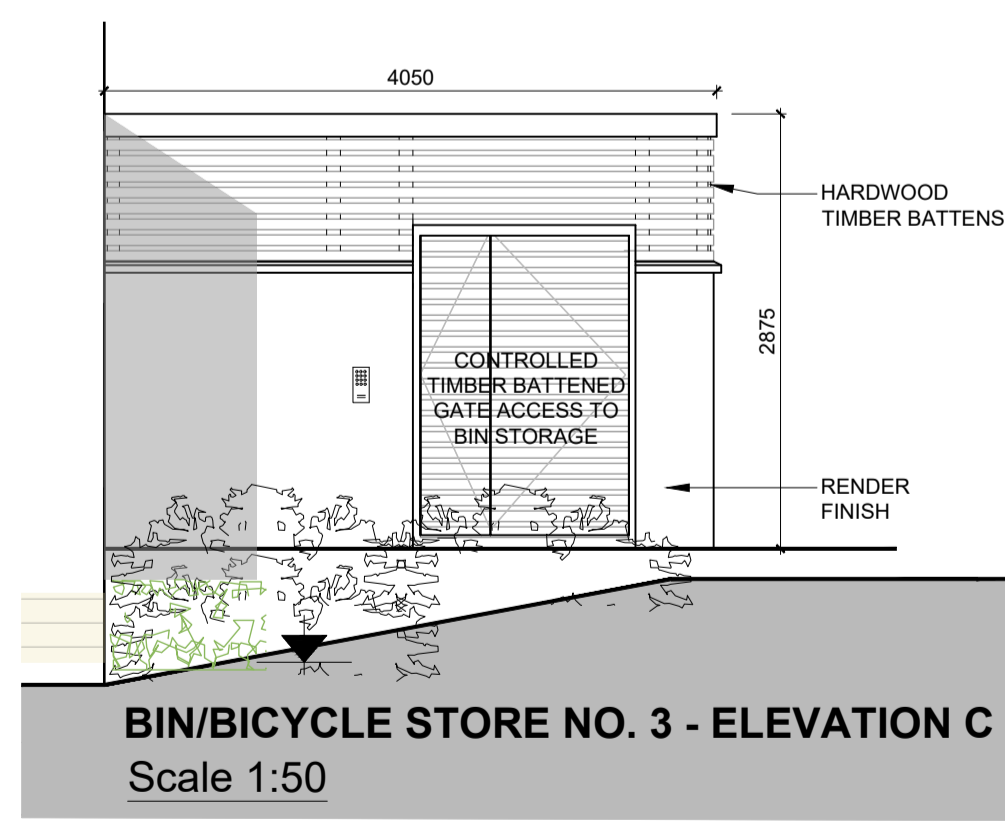 4050
HARDWOOD
TIMBER BATTENS
2875
CONTROLLED
TIMBER BATTENED
GATE ACCESS TO
BIN STORAGE
RENDER
FINISH
BIN/BICYCLE STORE NO. 3 - ELEVATION C
Scale 1:50